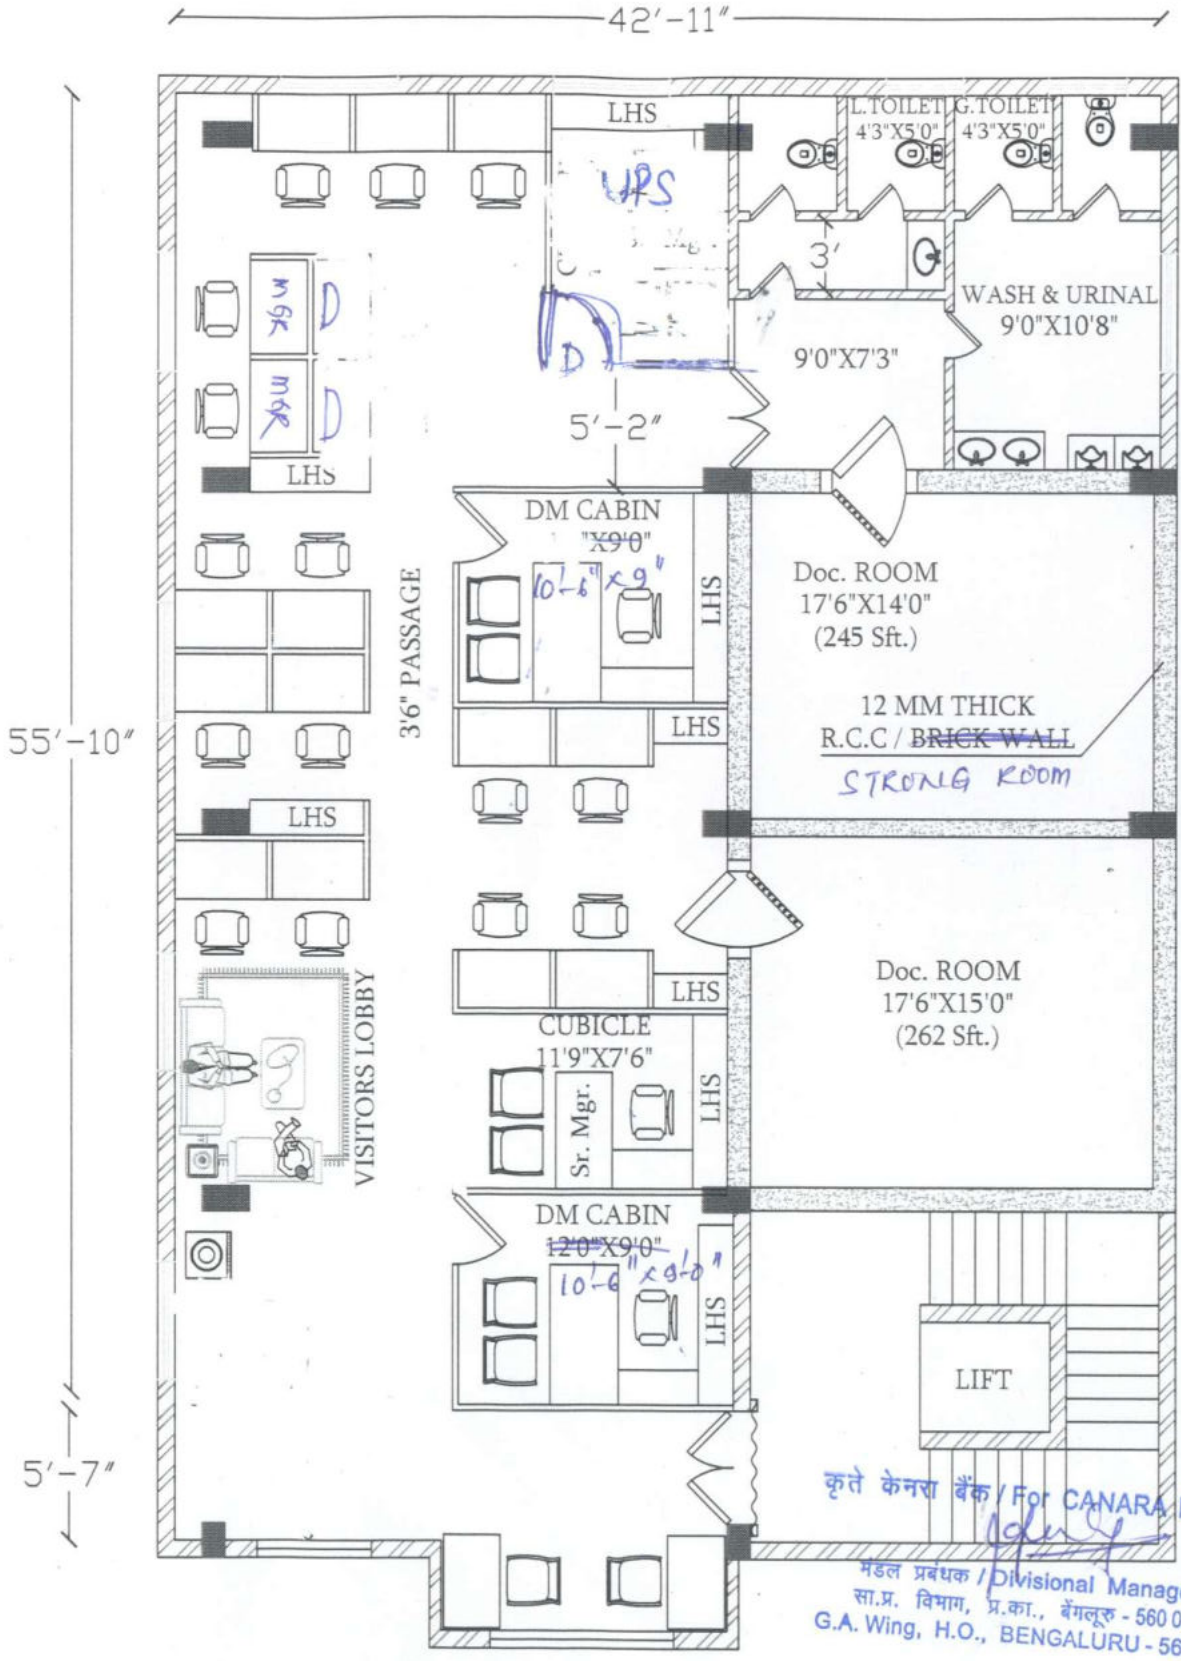 42'-11"
LHS
L.TOILET
4'3"X5'0"
G.TOILET
4'3"X5'0"
UPS
3'
WASH & URINAL
9'0"X10'8"
9'0"X7'3"
MGR
D
MGR
D
D
5'-2"
LHS
DM CABIN
"X9'0"
10'-6" x 9"
LHS
Doc. ROOM
17'6"X14'0"
(245 Sft.)
3'6" PASSAGE
12 MM THICK
R.C.C / BRICK WALL
STRONG ROOM
LHS
55'-10"
LHS
Doc. ROOM
17'6"X15'0"
(262 Sft.)
LHS
VISITORS LOBBY
CUBICLE
11'9"X7'6"
Sr. Mgr.
LHS
DM CABIN
12'0"X9'0"
10'-6" x 9'-0"
LHS
LIFT
5'-7"
कृते केनरा बैंक / For CANARA
मंडल प्रबंधक / Divisional Manag
सा.प्र. विभाग, प्र.का., बेंगलूरु - 560 0
G.A. Wing, H.O., BENGALURU - 56